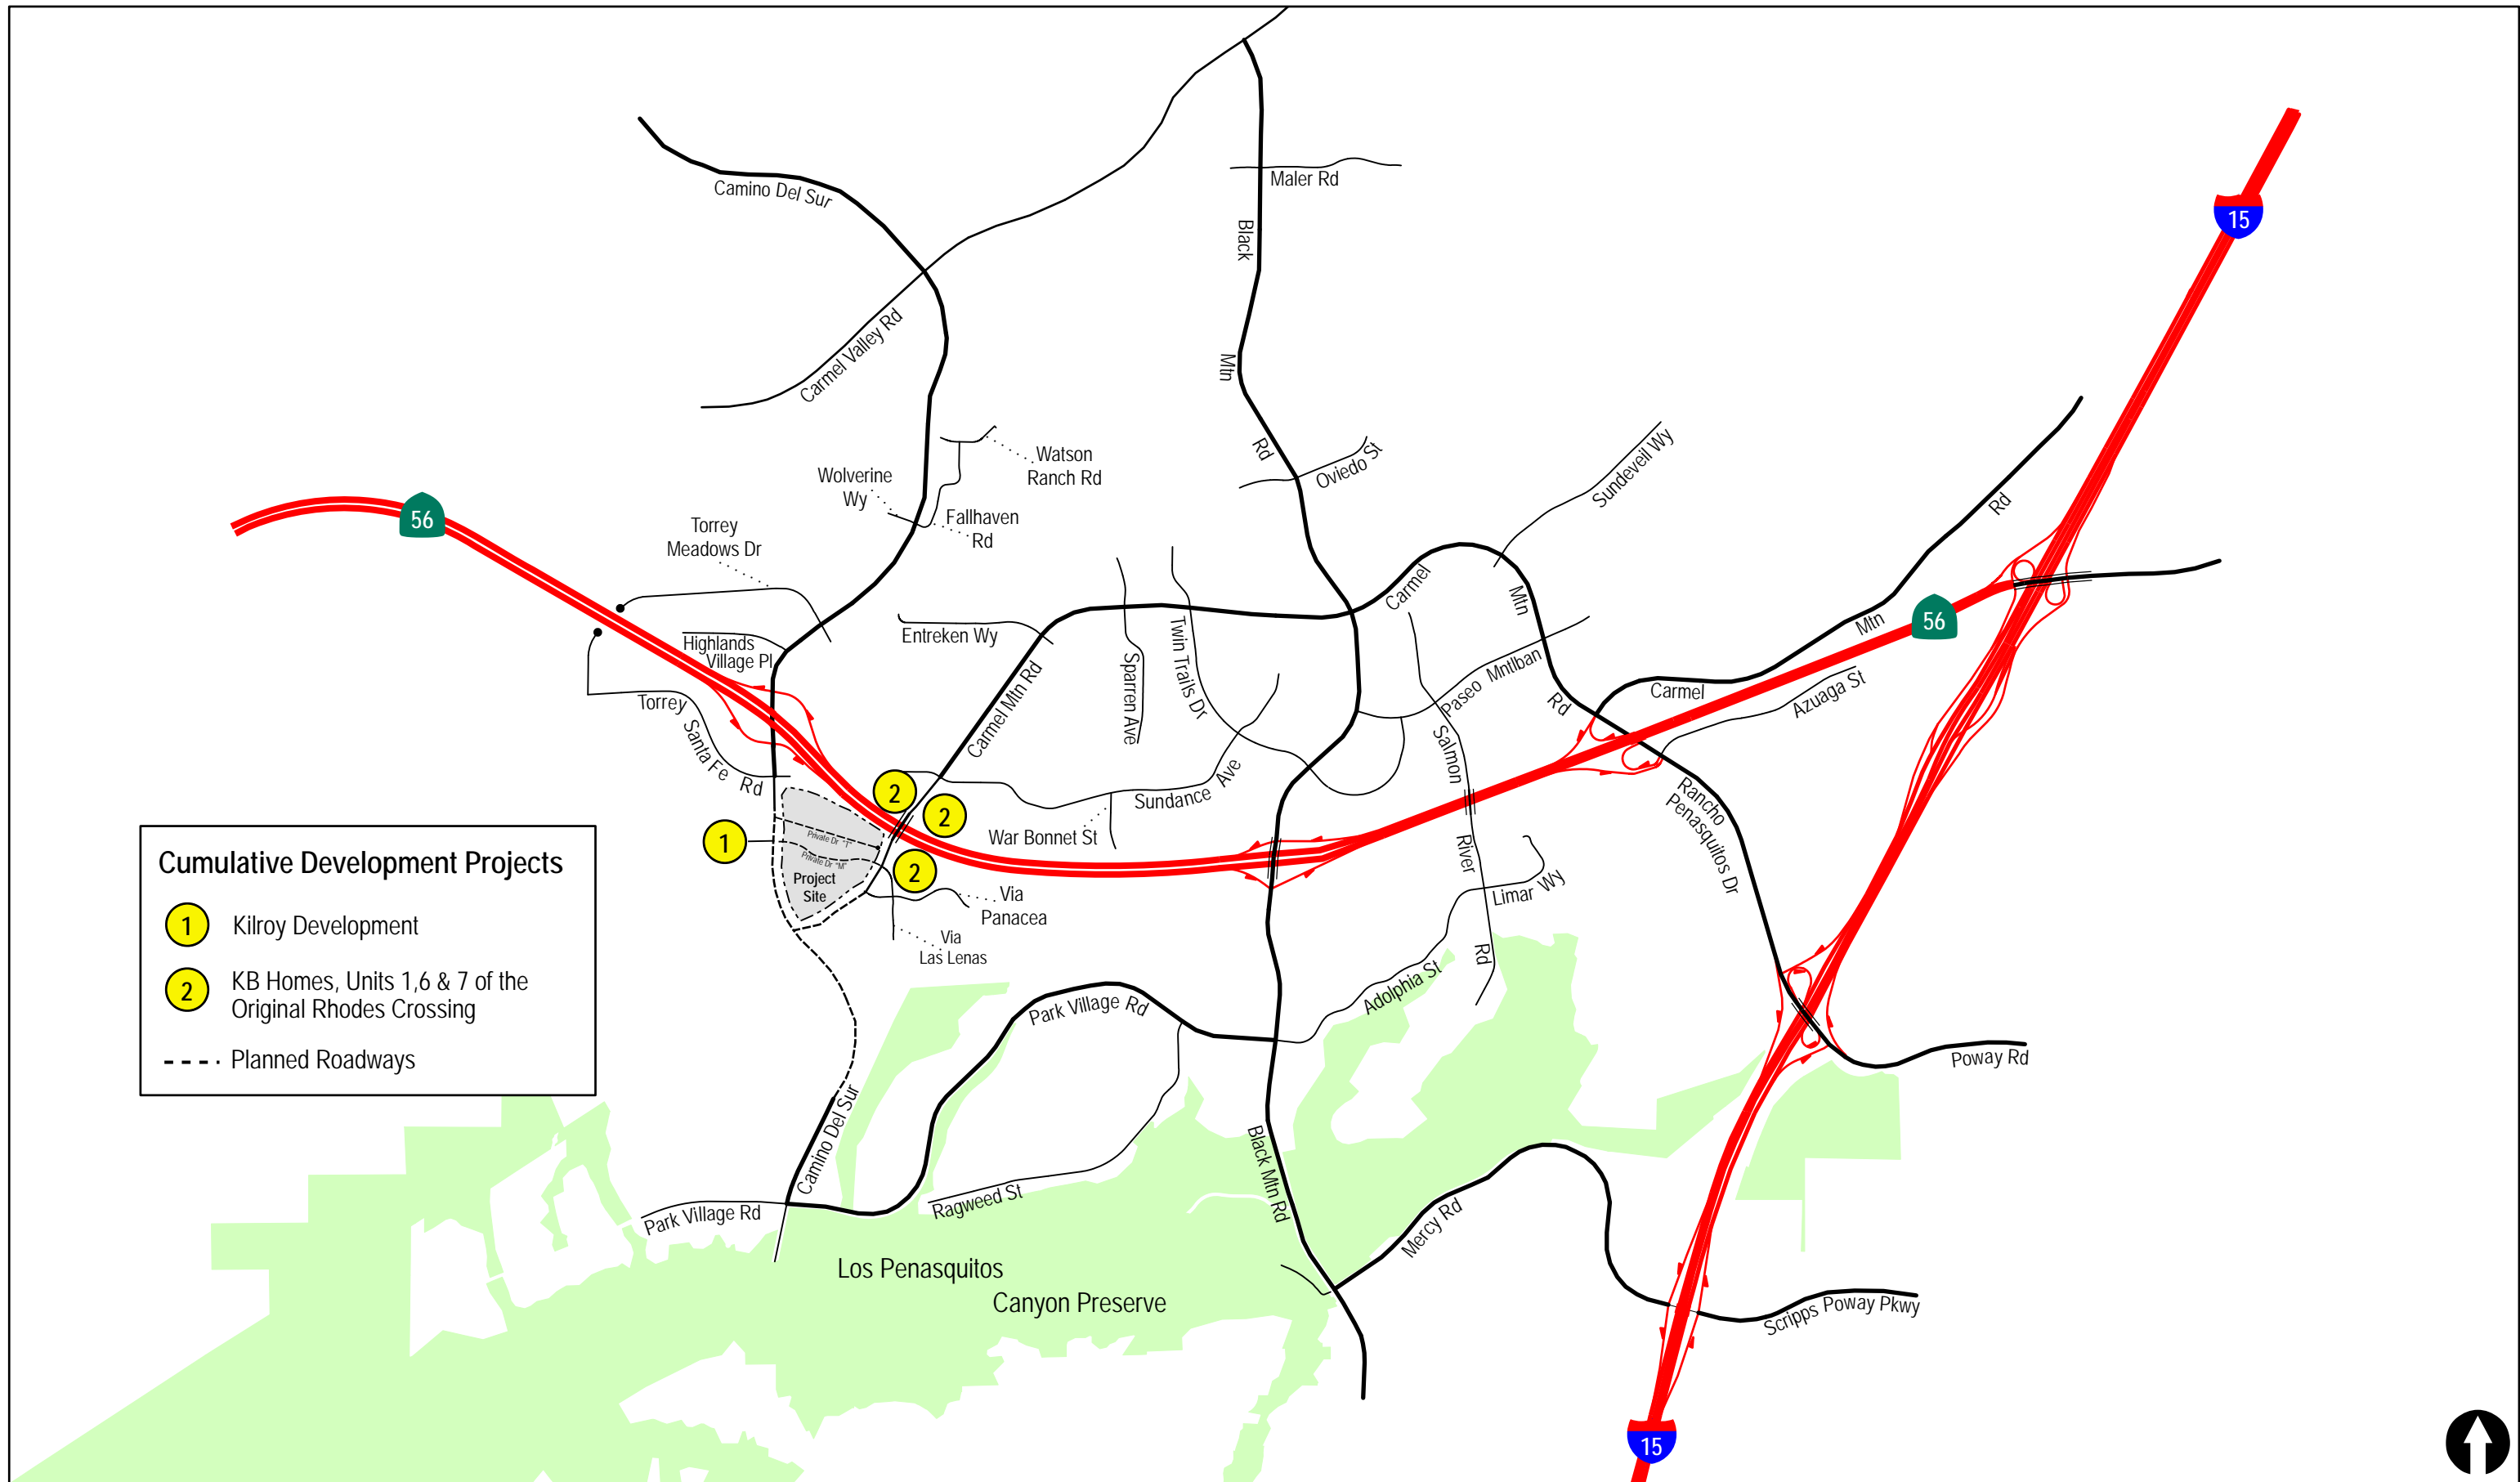 Camino Del Sur
Maler Rd
15
Black
Mtn
Rd
Carmel Valley Rd
Watson
Ranch Rd
Wolverine
Wy
Fallhaven
Rd
Oviedo St
Sundevell Wy
56
Torrey
Meadows Dr
Rd
Carmel
Mtn
Rd
Entreken Wy
Highlands
Village Pl
Carmel Mtn Rd
Sparren Ave
Twin Trails Dr
Paseo Mntlban
Mtn
56
Carmel
Azuaga St
Torrey
Santa Fe Rd
Salmon
River
Rd
Sundance Ave
War Bonnet St
Rancho
Penasquitos Dr
2
2
2
1
Private Dr "T"
Private Dr "M"
Project
Site
Via
Panacea
Via
Las Lenas
Limar Wy
Adolphia St
Park Village Rd
Poway Rd
Cumulative Development Projects
1 Kilroy Development
2 KB Homes, Units 1,6 & 7 of the
Original Rhodes Crossing
Planned Roadways
Camino Del Sur
Black Mtn Rd
Park Village Rd
Ragweed St
Mercy Rd
Los Penasquitos
Canyon Preserve
Scripps Poway Pkwy
15